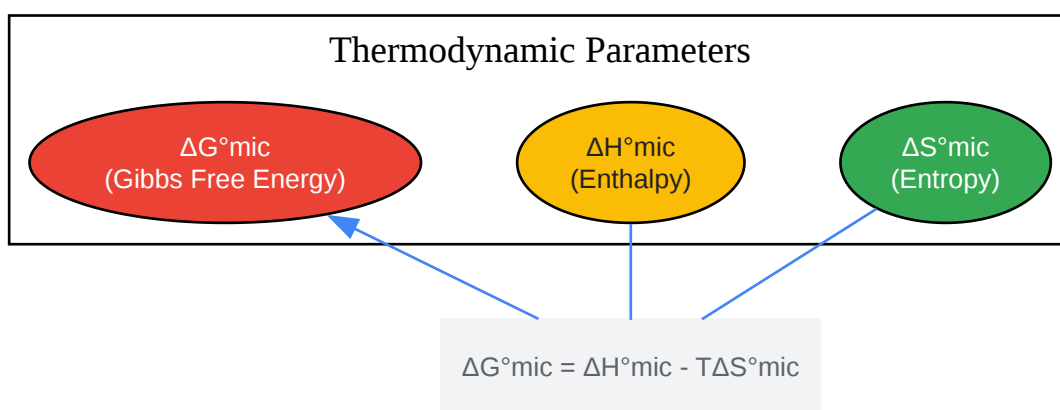 Thermodynamic Parameters
ΔG°mic
(Gibbs Free Energy)
ΔH°mic
(Enthalpy)
ΔS°mic
(Entropy)
ΔG°mic = ΔH°mic - TΔS°mic